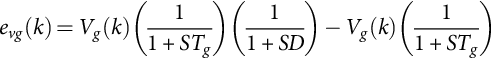 $e_{vg}(k) = V_g(k) \left( \frac{1}{1 + ST_g} \right) \left( \frac{1}{1 + SD} \right) - V_g(k) \left( \frac{1}{1 + ST_g} \right)$